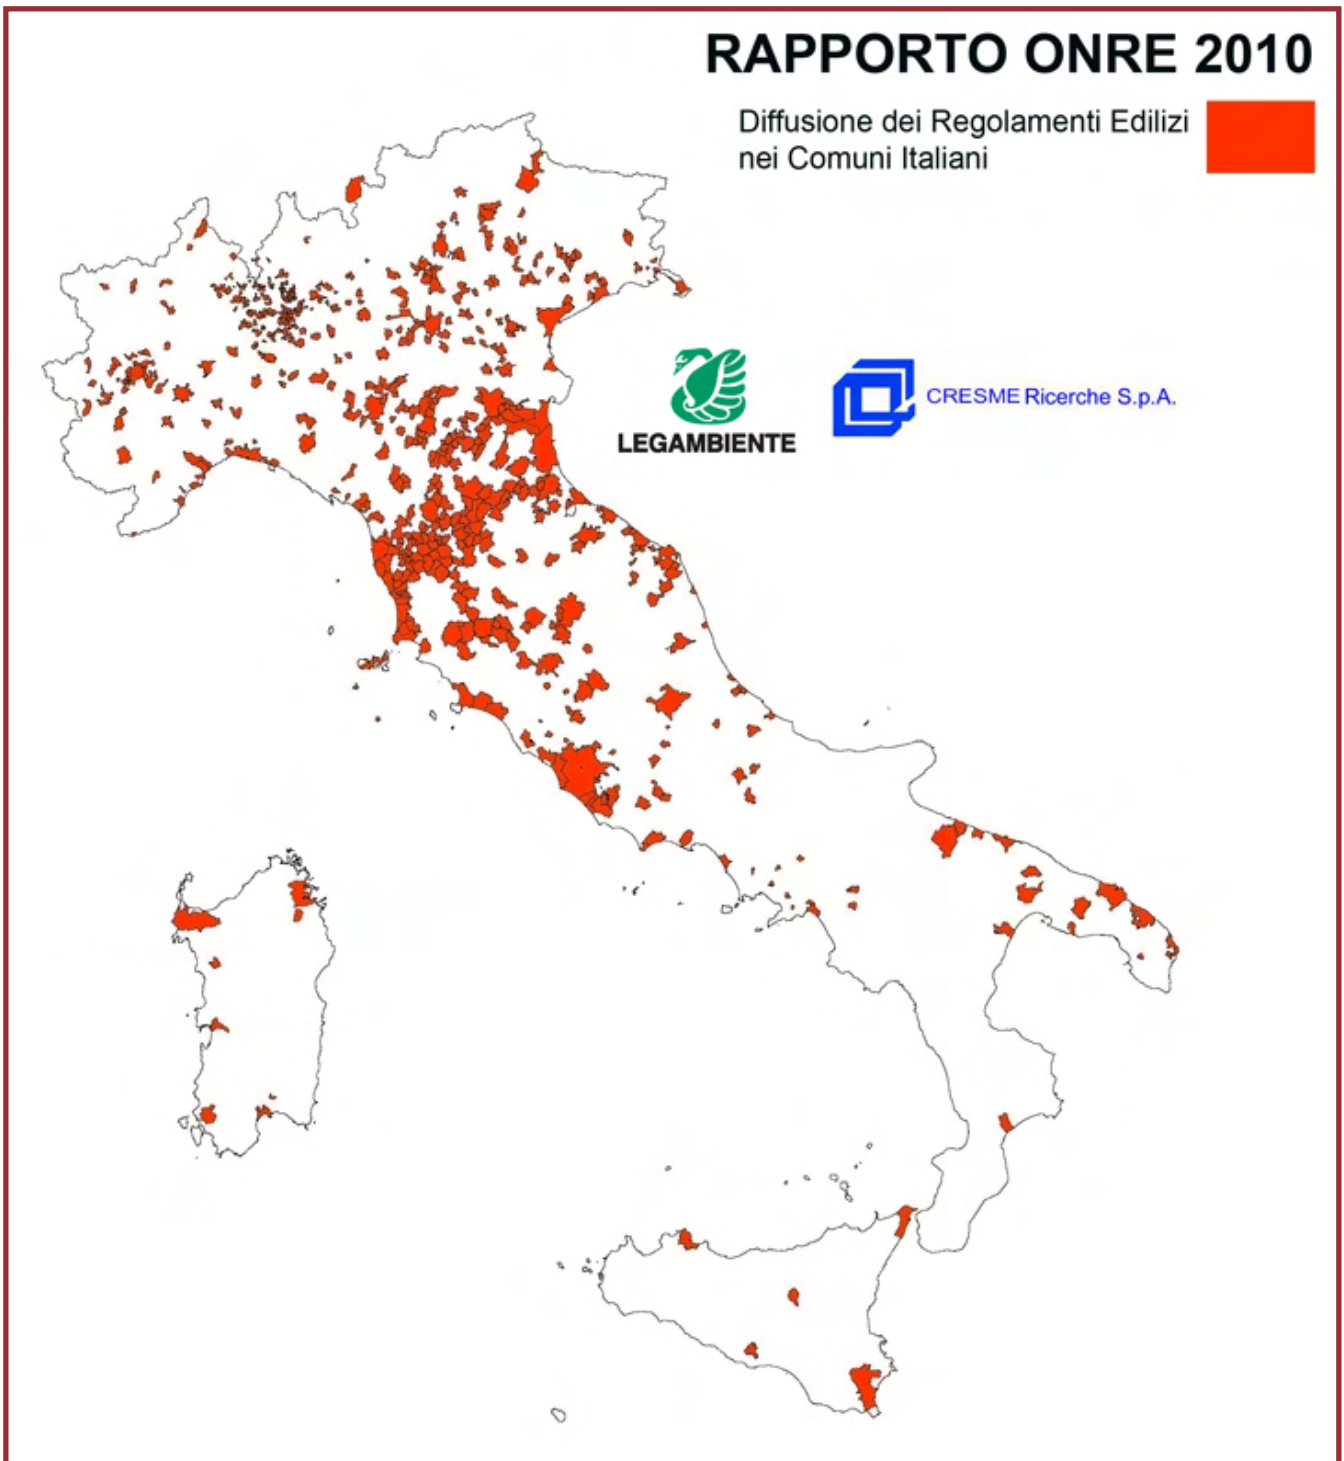 RAPPORTO ONRE 2010
Diffusione dei Regolamenti Edilizi
nei Comuni Italiani
LEGAMBIENTE
CRESME Ricerche S.p.A.